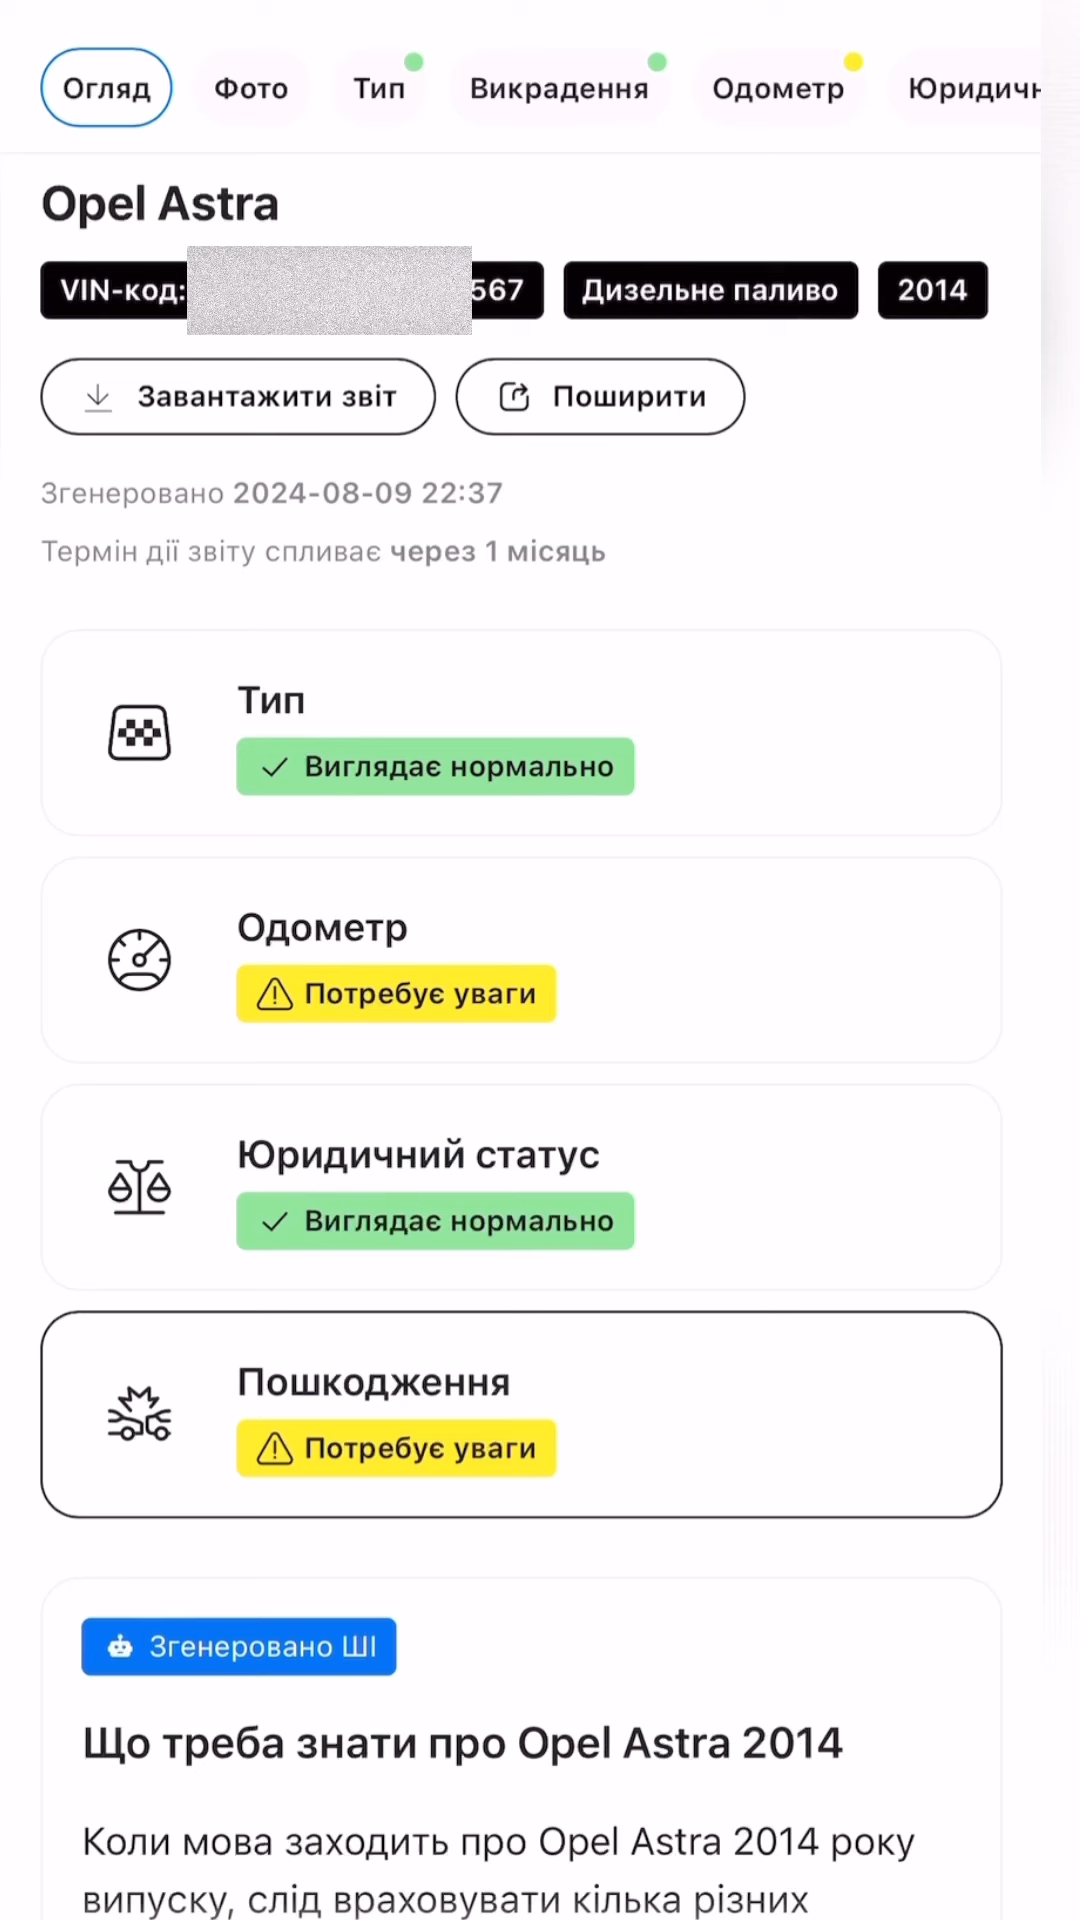 Огляд Фото Тип Викрадення Одометр
Opel Astra
VIN-код: 567 Дизельне паливо 2014
Завантажити звіт Поширити
Згенеровано 2024-08-09 22:37
Термін дії звіту спливає через 1 місяць
Тип
Виглядає нормально
Одометр
Потребує уваги
Юридичний статус
Виглядає нормально
Пошкодження
Потребує уваги
Згенеровано ШІ
Що треба знати про Opel Astra 2014
Коли мова заходить про Opel Astra 2014 року
випуску, слід враховувати кілька різних